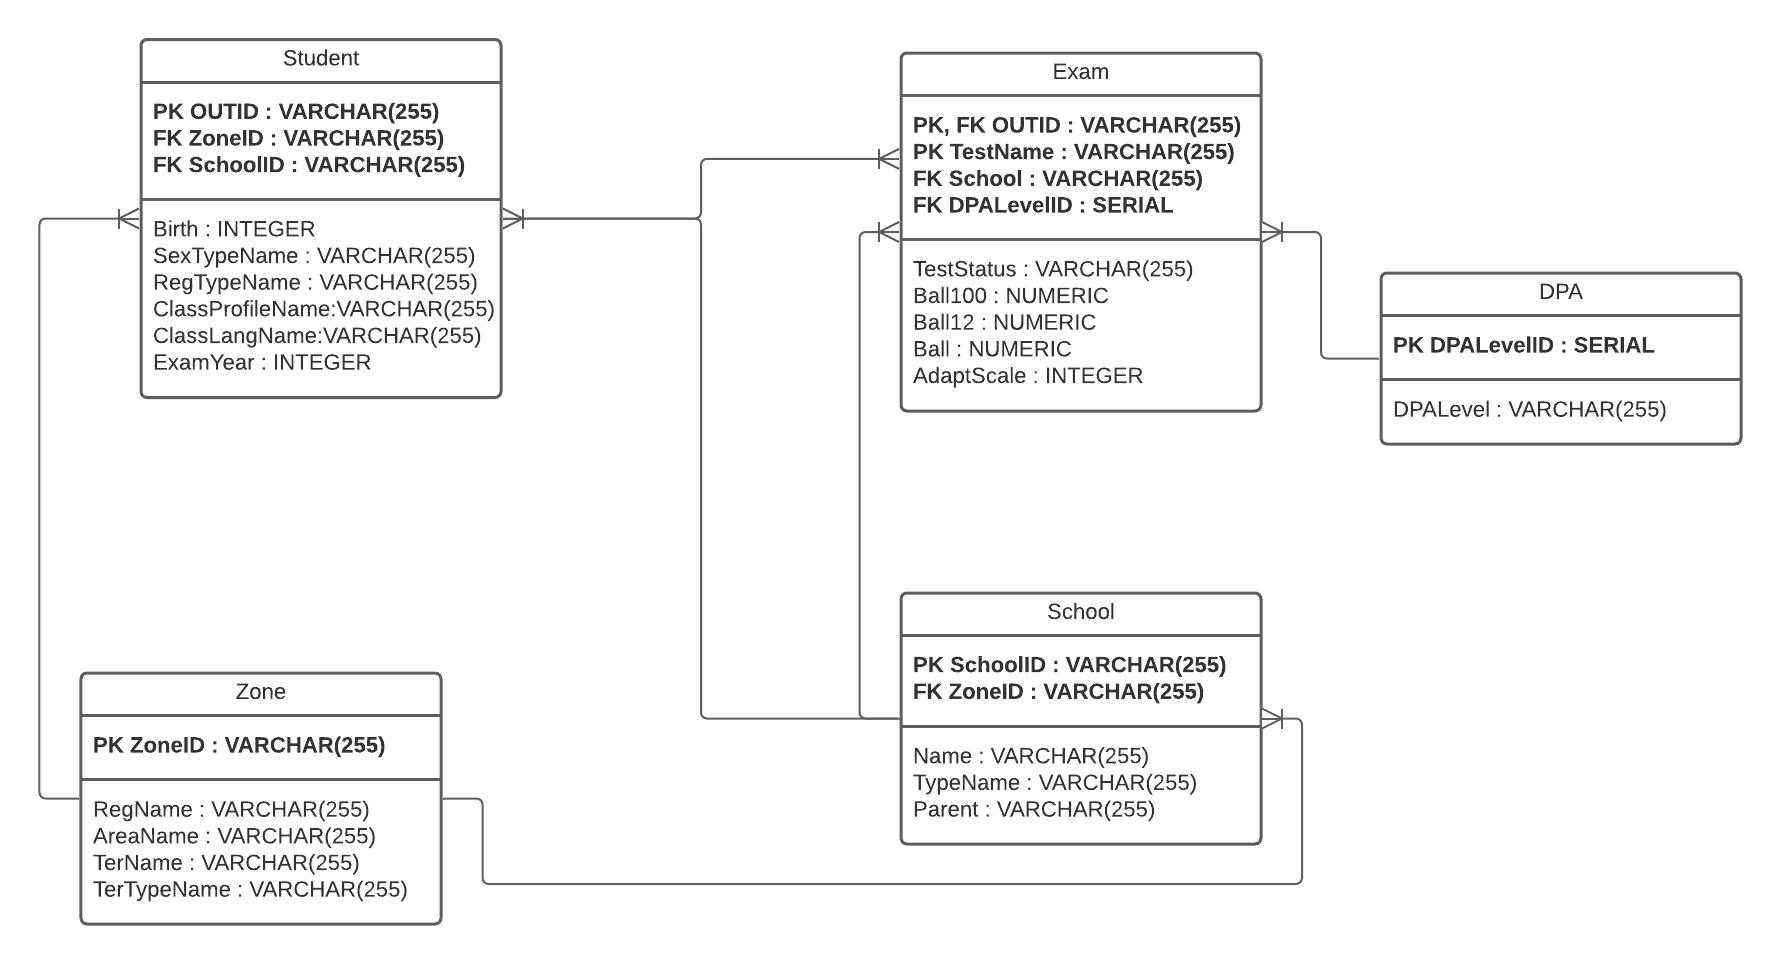 Student
PK OUTID : VARCHAR(255)
FK ZoneID : VARCHAR(255)
FK SchoolID : VARCHAR(255)
Birth : INTEGER
SexTypeName : VARCHAR(255)
RegTypeName : VARCHAR(255)
ClassProfileName:VARCHAR(255)
ClassLangName:VARCHAR(255)
ExamYear : INTEGER
Exam
PK, FK OUTID : VARCHAR(255)
PK TestName : VARCHAR(255)
FK School : VARCHAR(255)
FK DPALevelID : SERIAL
TestStatus : VARCHAR(255)
Ball100 : NUMERIC
Ball12 : NUMERIC
Ball : NUMERIC
AdaptScale : INTEGER
DPA
PK DPALevelID : SERIAL
DPALevel : VARCHAR(255)
School
PK SchoolID : VARCHAR(255)
FK ZoneID : VARCHAR(255)
Name : VARCHAR(255)
TypeName : VARCHAR(255)
Parent : VARCHAR(255)
Zone
PK ZoneID : VARCHAR(255)
RegName : VARCHAR(255)
AreaName : VARCHAR(255)
TerName : VARCHAR(255)
TerTypeName : VARCHAR(255)